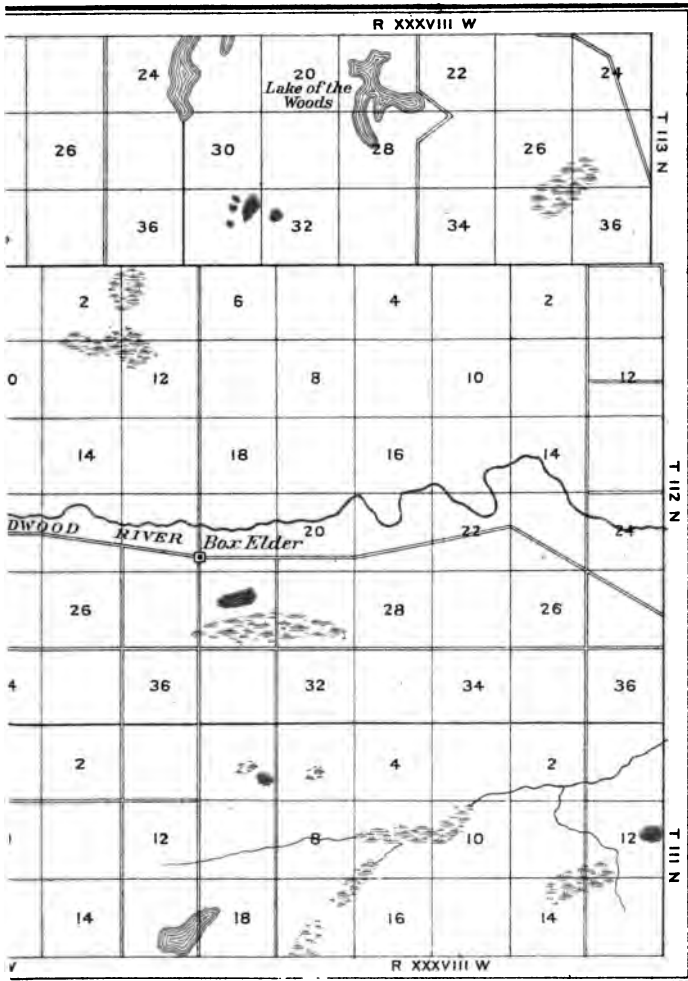 R XXXVIII W
24 20 22 24
Lake of the
Woods
T 113 N
26 30 28 26
36 32 34 36
2 6 4 2
12 8 10 12
14 18 16 14
T 112 N
DWOOD RIVER Box Elder 20 22 24
26 28 26
36 32 34 36
2 4 2
12 8 10 12
T 111 N
14 18 16 14
R XXXVIII W